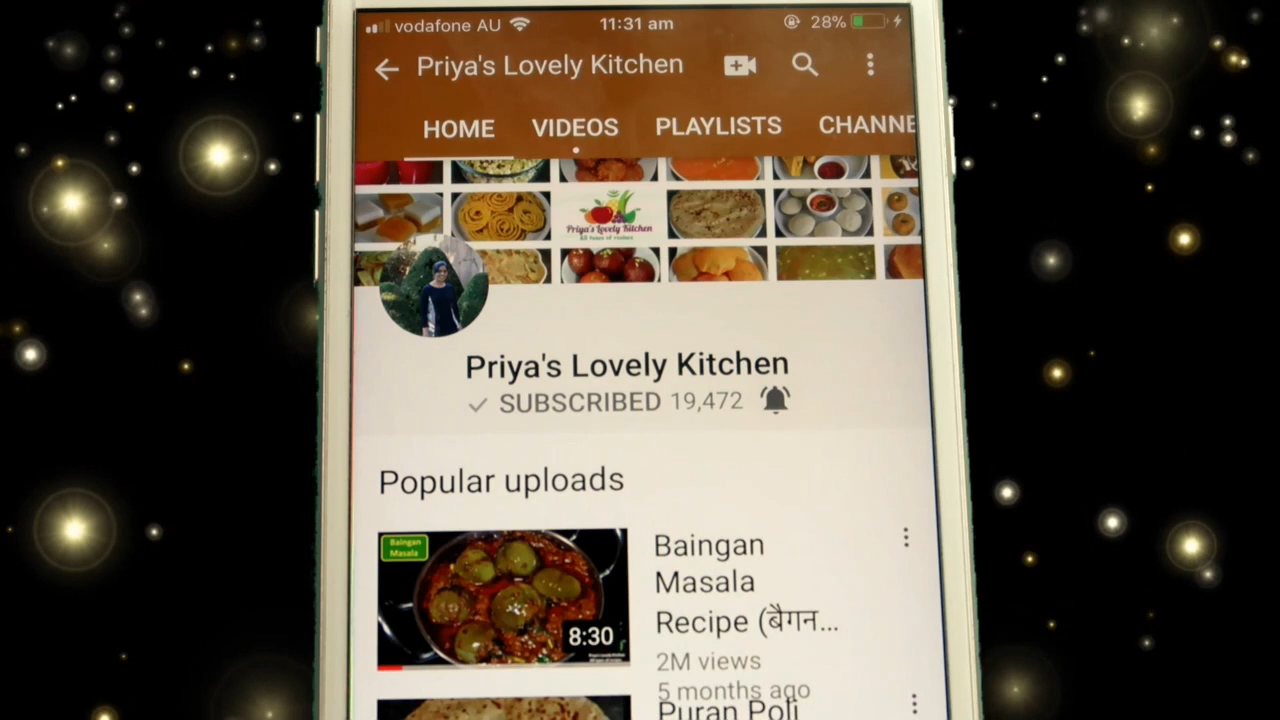 vodafone AU
11:31 am
28%
Priya's Lovely Kitchen
HOME
VIDEOS
PLAYLISTS
CHANNE
Priya's Lovely Kitchen
Priya's Lovely Kitchen
SUBSCRIBED 19,472
Popular uploads
Baingan
Masala
8:30
Baingan
Masala
Recipe (बैगन...
2M views
5 months ago
Puran Poli